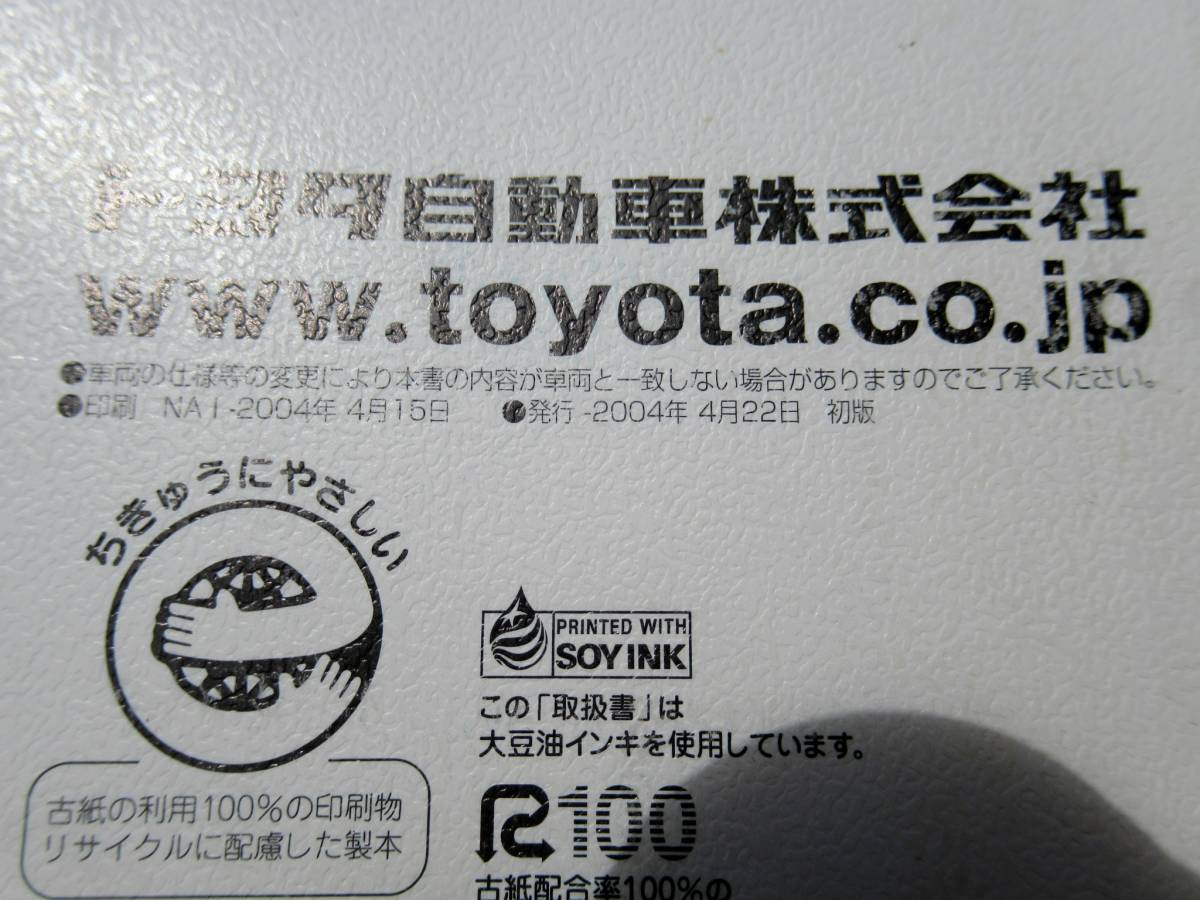 トヨタ自動車株式会社
www.toyota.co.jp
●車両の仕様等の変更により本書の内容が車両と一致しない場合がありますのでご了承ください。
●印刷 NAI-2004年 4月15日 ●発行-2004年 4月22日 初版
ちきゅうにやさしい
古紙の利用100%の印刷物
リサイクルに配慮した製本
PRINTED WITH
SOY INK
この「取扱書」は
大豆油インキを使用しています。
R100
古紙配合率100%の